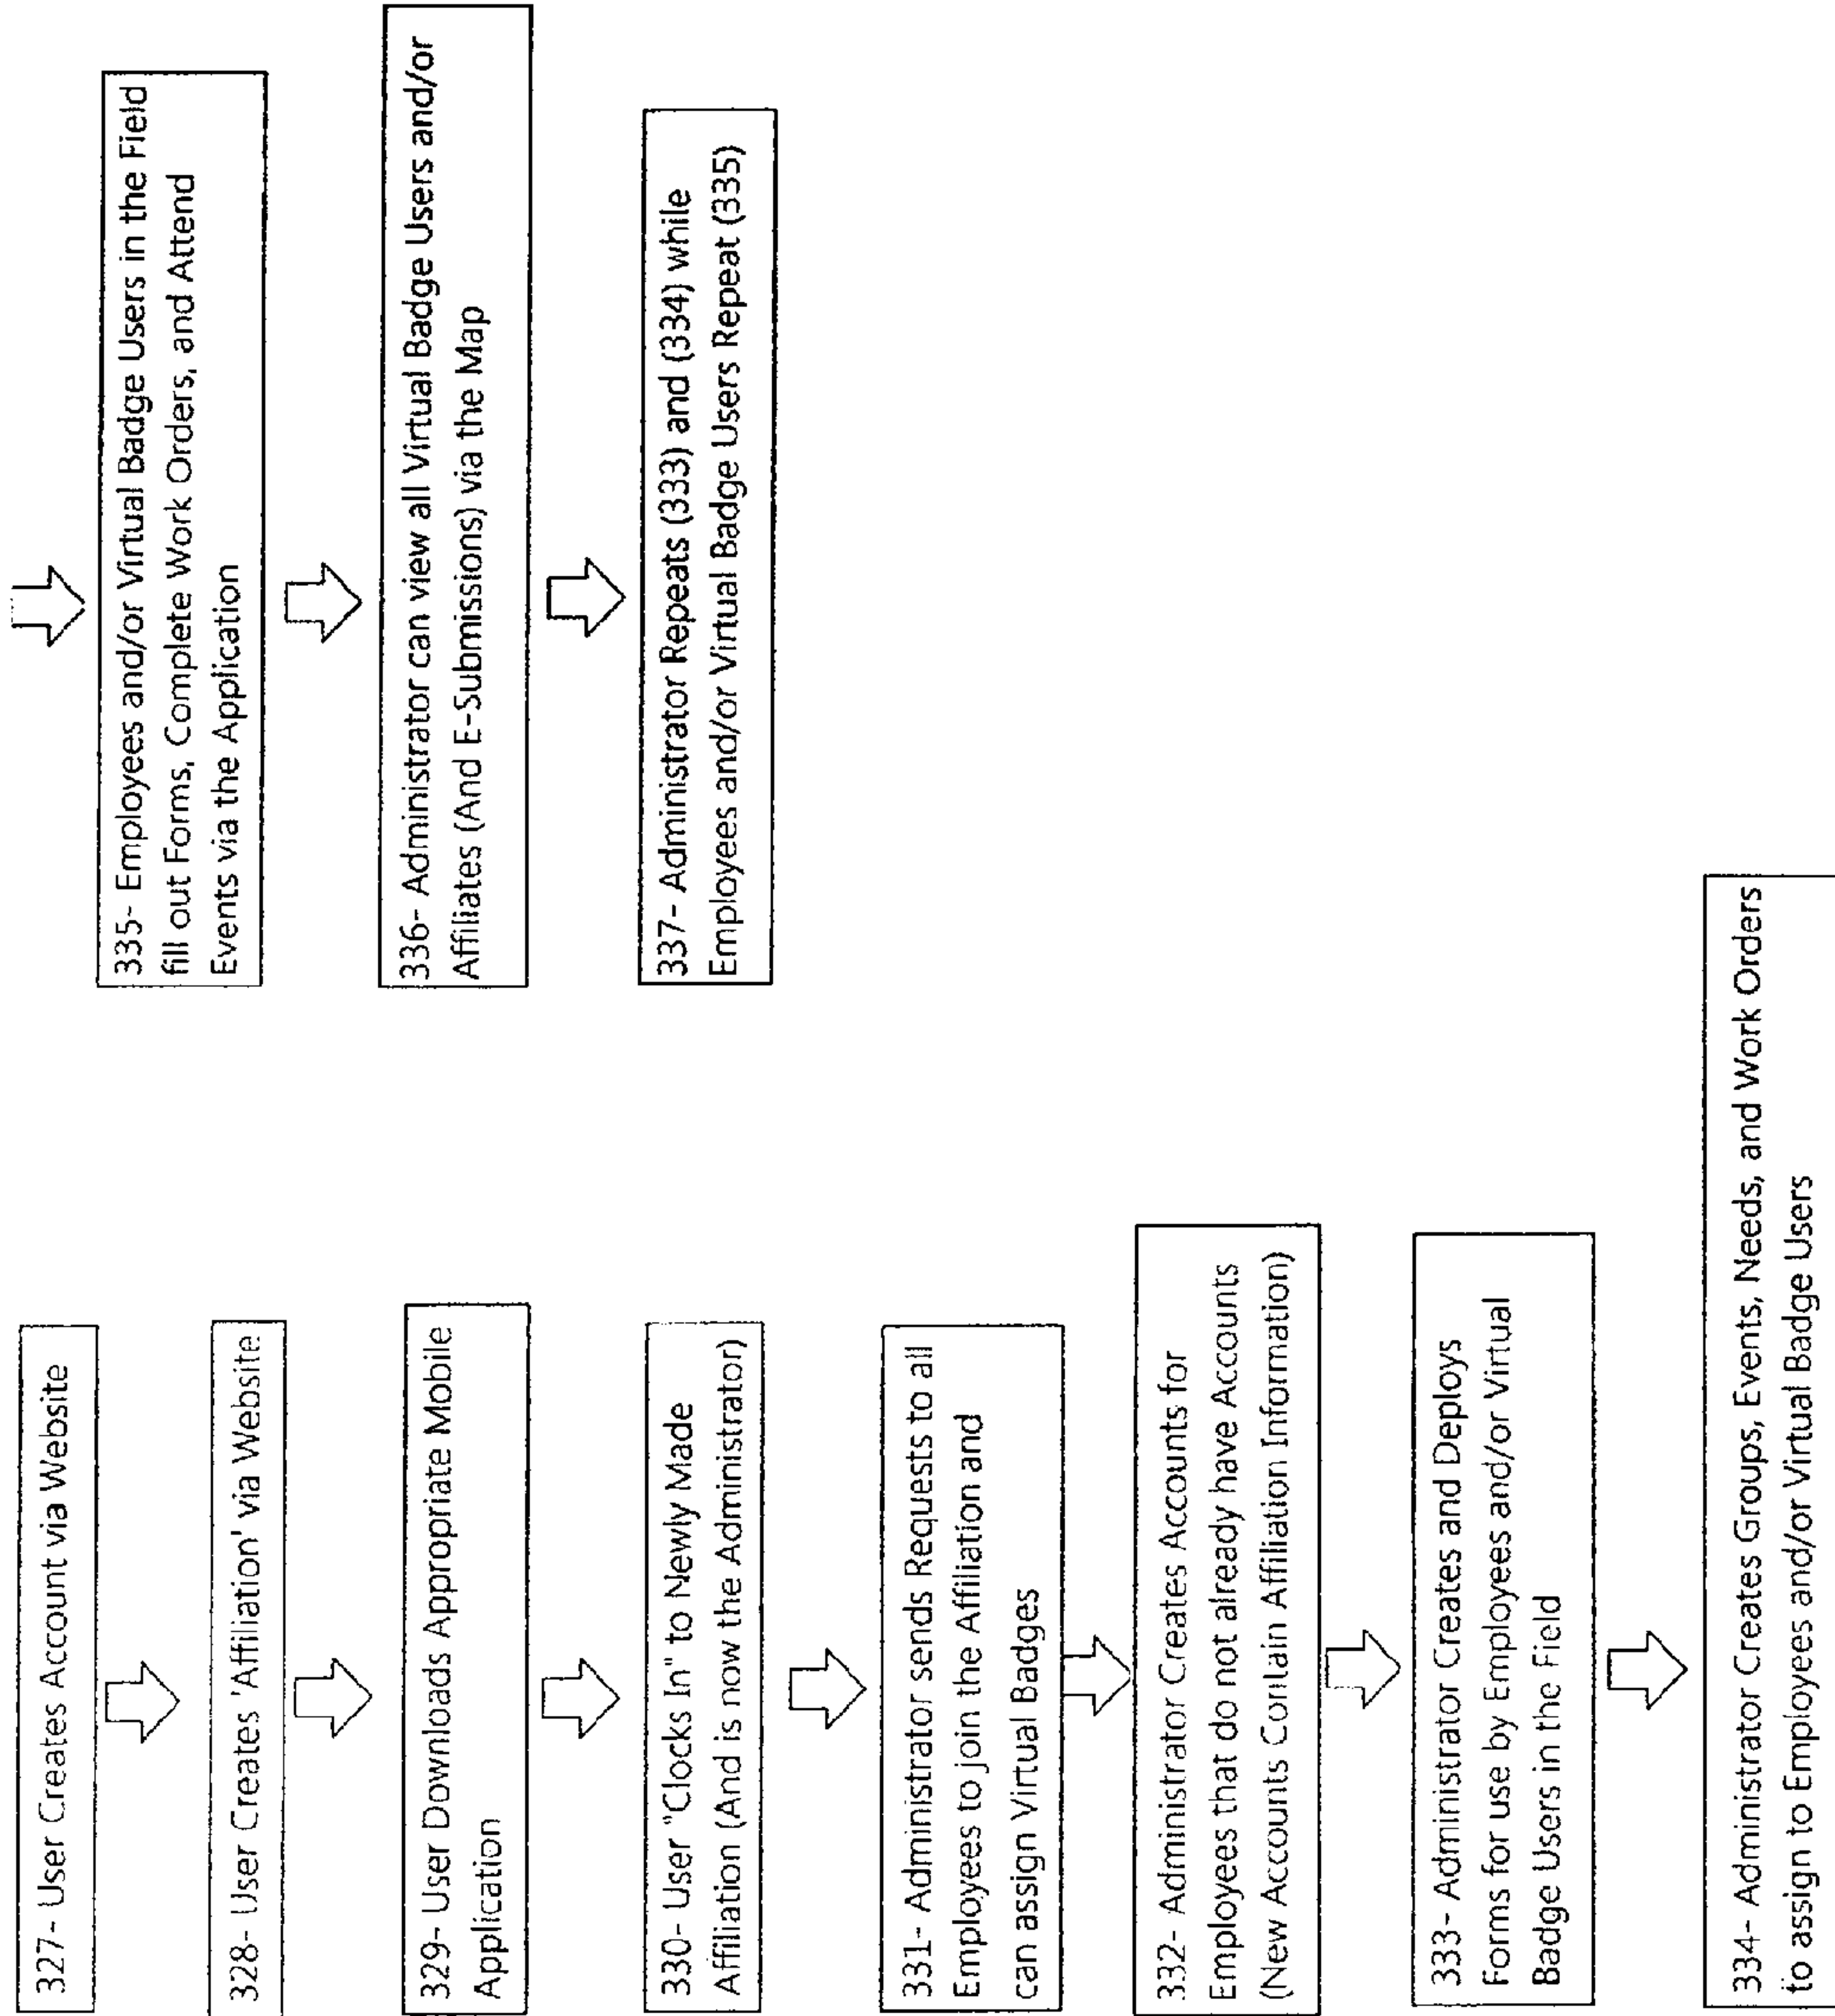 327- User Creates Account via Website
328- User Creates 'Affiliation' via Website
329- User Downloads Appropriate Mobile
Application
330- User "Clocks In" to Newly Made
Affiliation (And is now the Administrator)
331- Administrator sends Requests to all
Employees to join the Affiliation and
can assign Virtual Badges
332- Administrator Creates Accounts for
Employees that do not already have Accounts
(New Accounts Contain Affiliation Information)
333- Administrator Creates and Deploys
Forms for use by Employees and/or Virtual
Badge Users in the Field
334- Administrator Creates Groups, Events, Needs, and Work Orders
to assign to Employees and/or Virtual Badge Users
335- Employees and/or Virtual Badge Users in the Field
fill out Forms, Complete Work Orders, and Attend
Events via the Application
336- Administrator can view all Virtual Badge Users and/or
Affiliates (And E-Submissions) via the Map
337- Administrator Repeats (333) and (334) while
Employees and/or Virtual Badge Users Repeat (335)